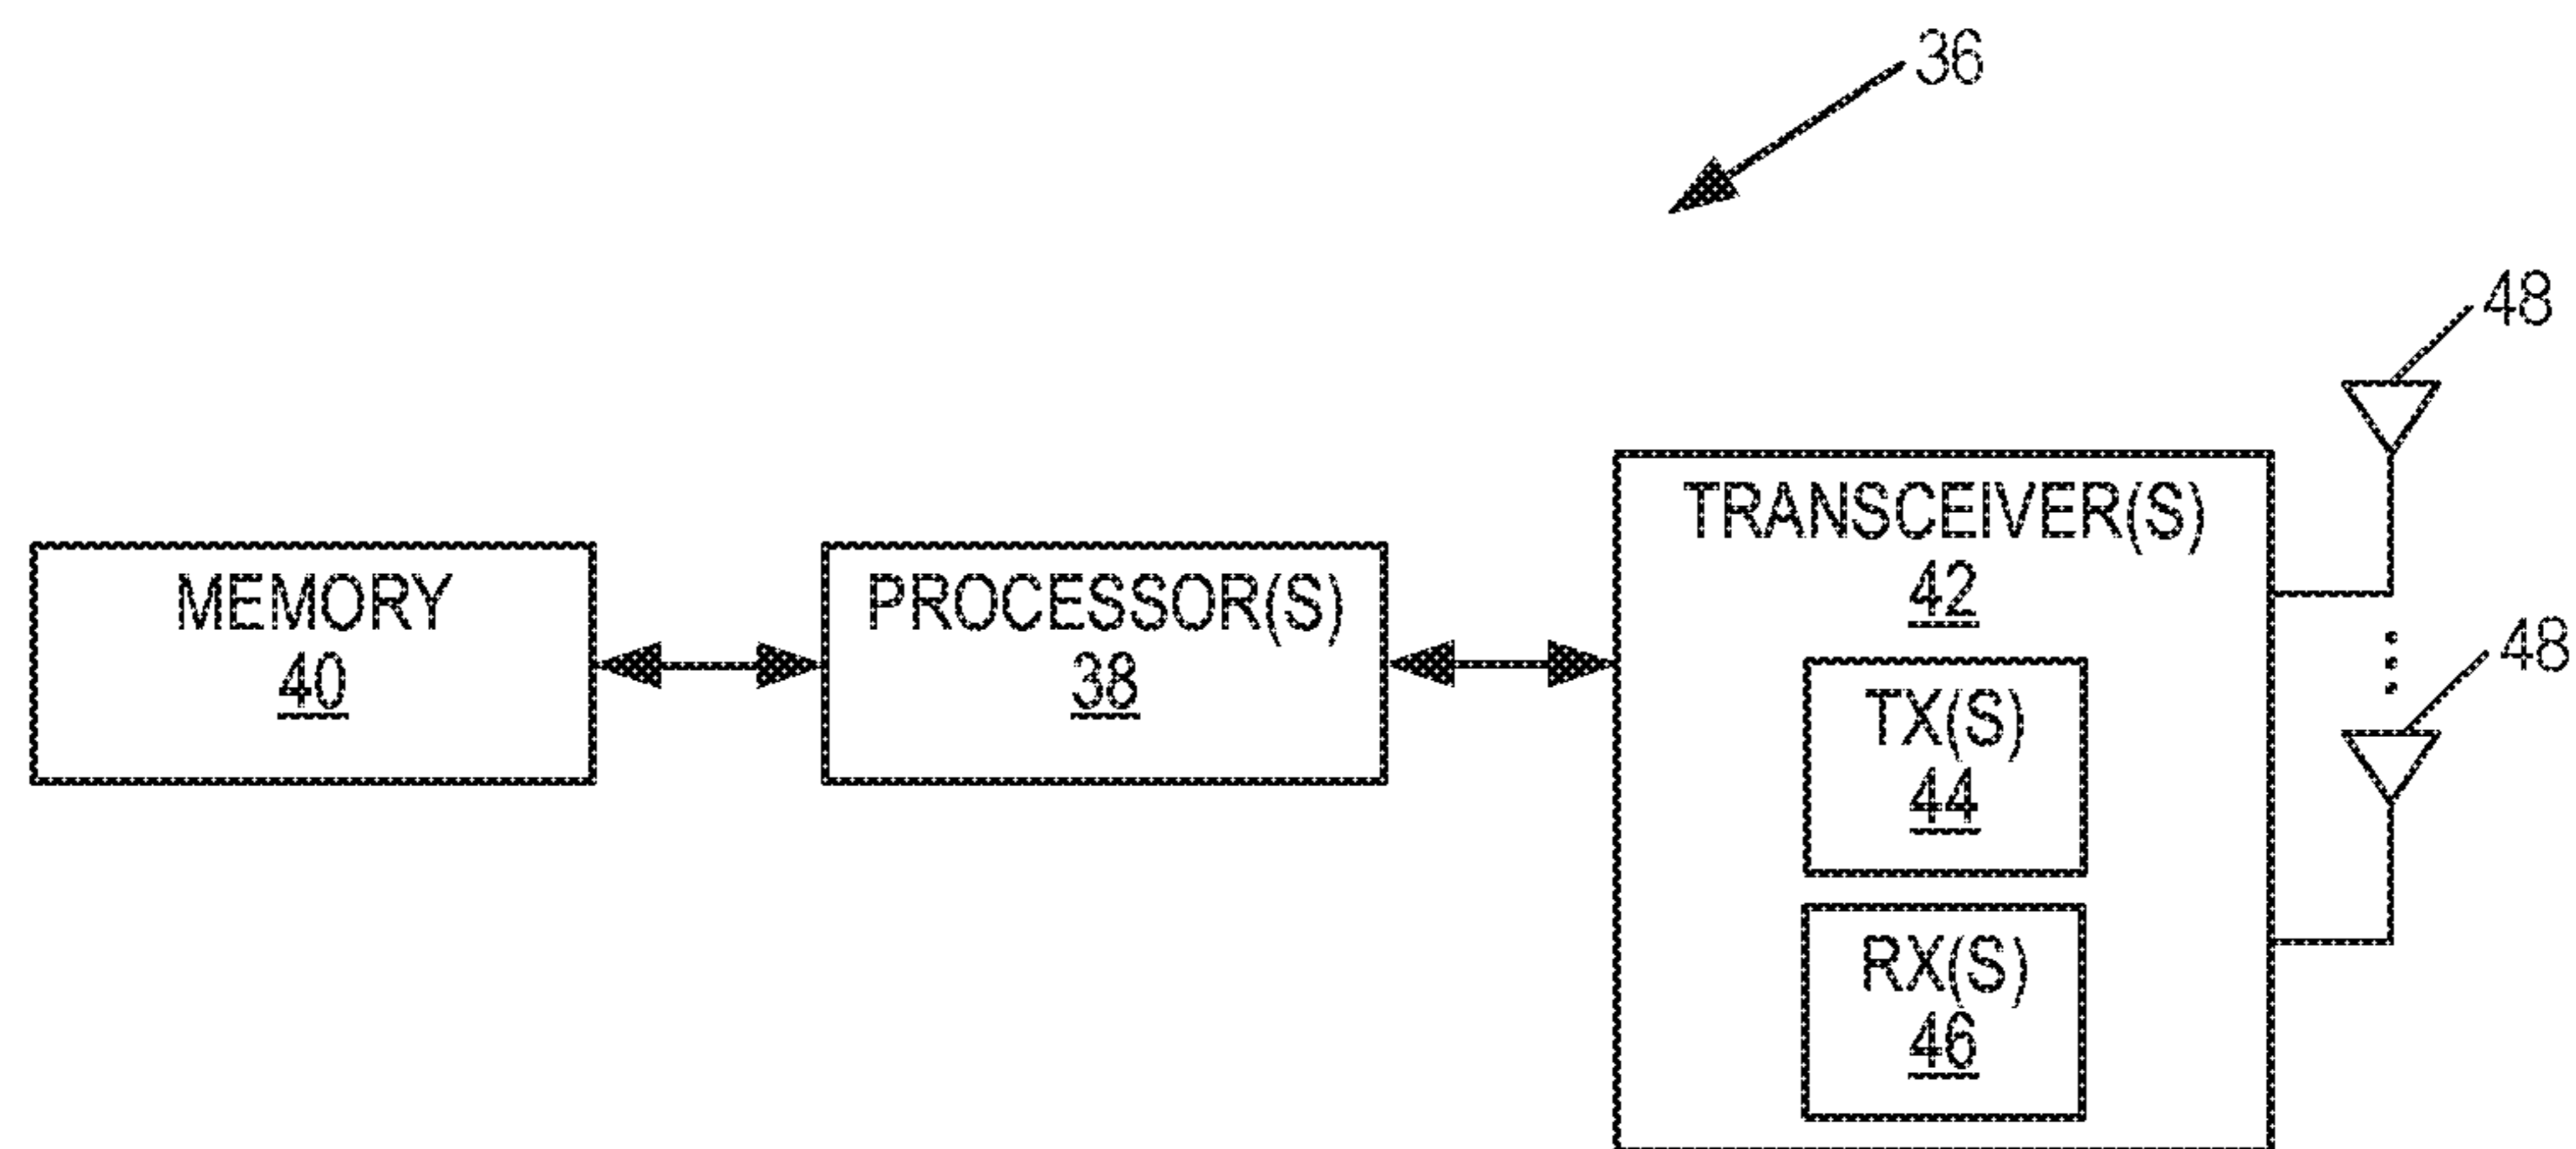 36
48
TRANSCEIVER(S)
42
MEMORY
40
PROCESSOR(S)
38
48
TX(S)
44
RX(S)
46